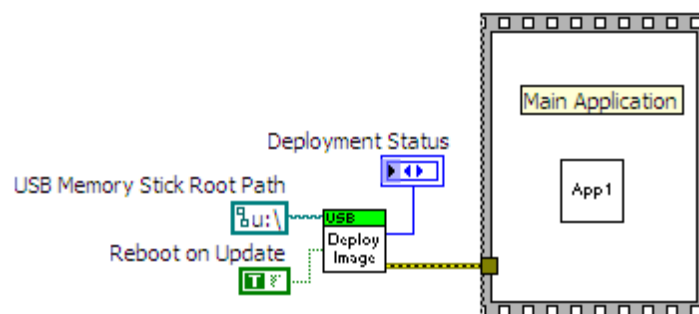 Main Application
Deployment Status
USB Memory Stick Root Path
u:\
USB
Deploy
Image
App1
Reboot on Update
T